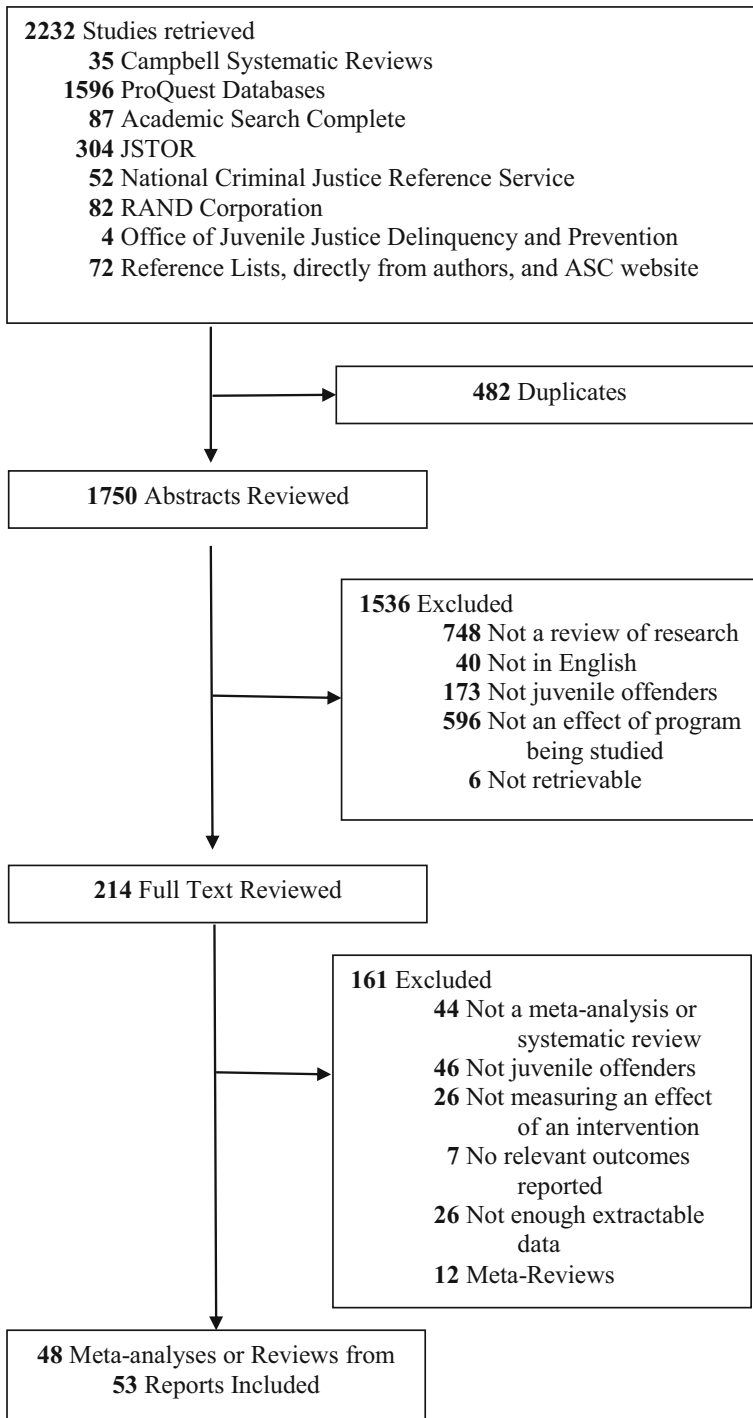 2232 Studies retrieved
35 Campbell Systematic Reviews
1596 ProQuest Databases
87 Academic Search Complete
304 JSTOR
52 National Criminal Justice Reference Service
82 RAND Corporation
4 Office of Juvenile Justice Delinquency and Prevention
72 Reference Lists, directly from authors, and ASC website
482 Duplicates
1750 Abstracts Reviewed
1536 Excluded
748 Not a review of research
40 Not in English
173 Not juvenile offenders
596 Not an effect of program
being studied
6 Not retrievable
214 Full Text Reviewed
161 Excluded
44 Not a meta-analysis or
systematic review
46 Not juvenile offenders
26 Not measuring an effect
of an intervention
7 No relevant outcomes
reported
26 Not enough extractable
data
12 Meta-Reviews
48 Meta-analyses or Reviews from
53 Reports Included